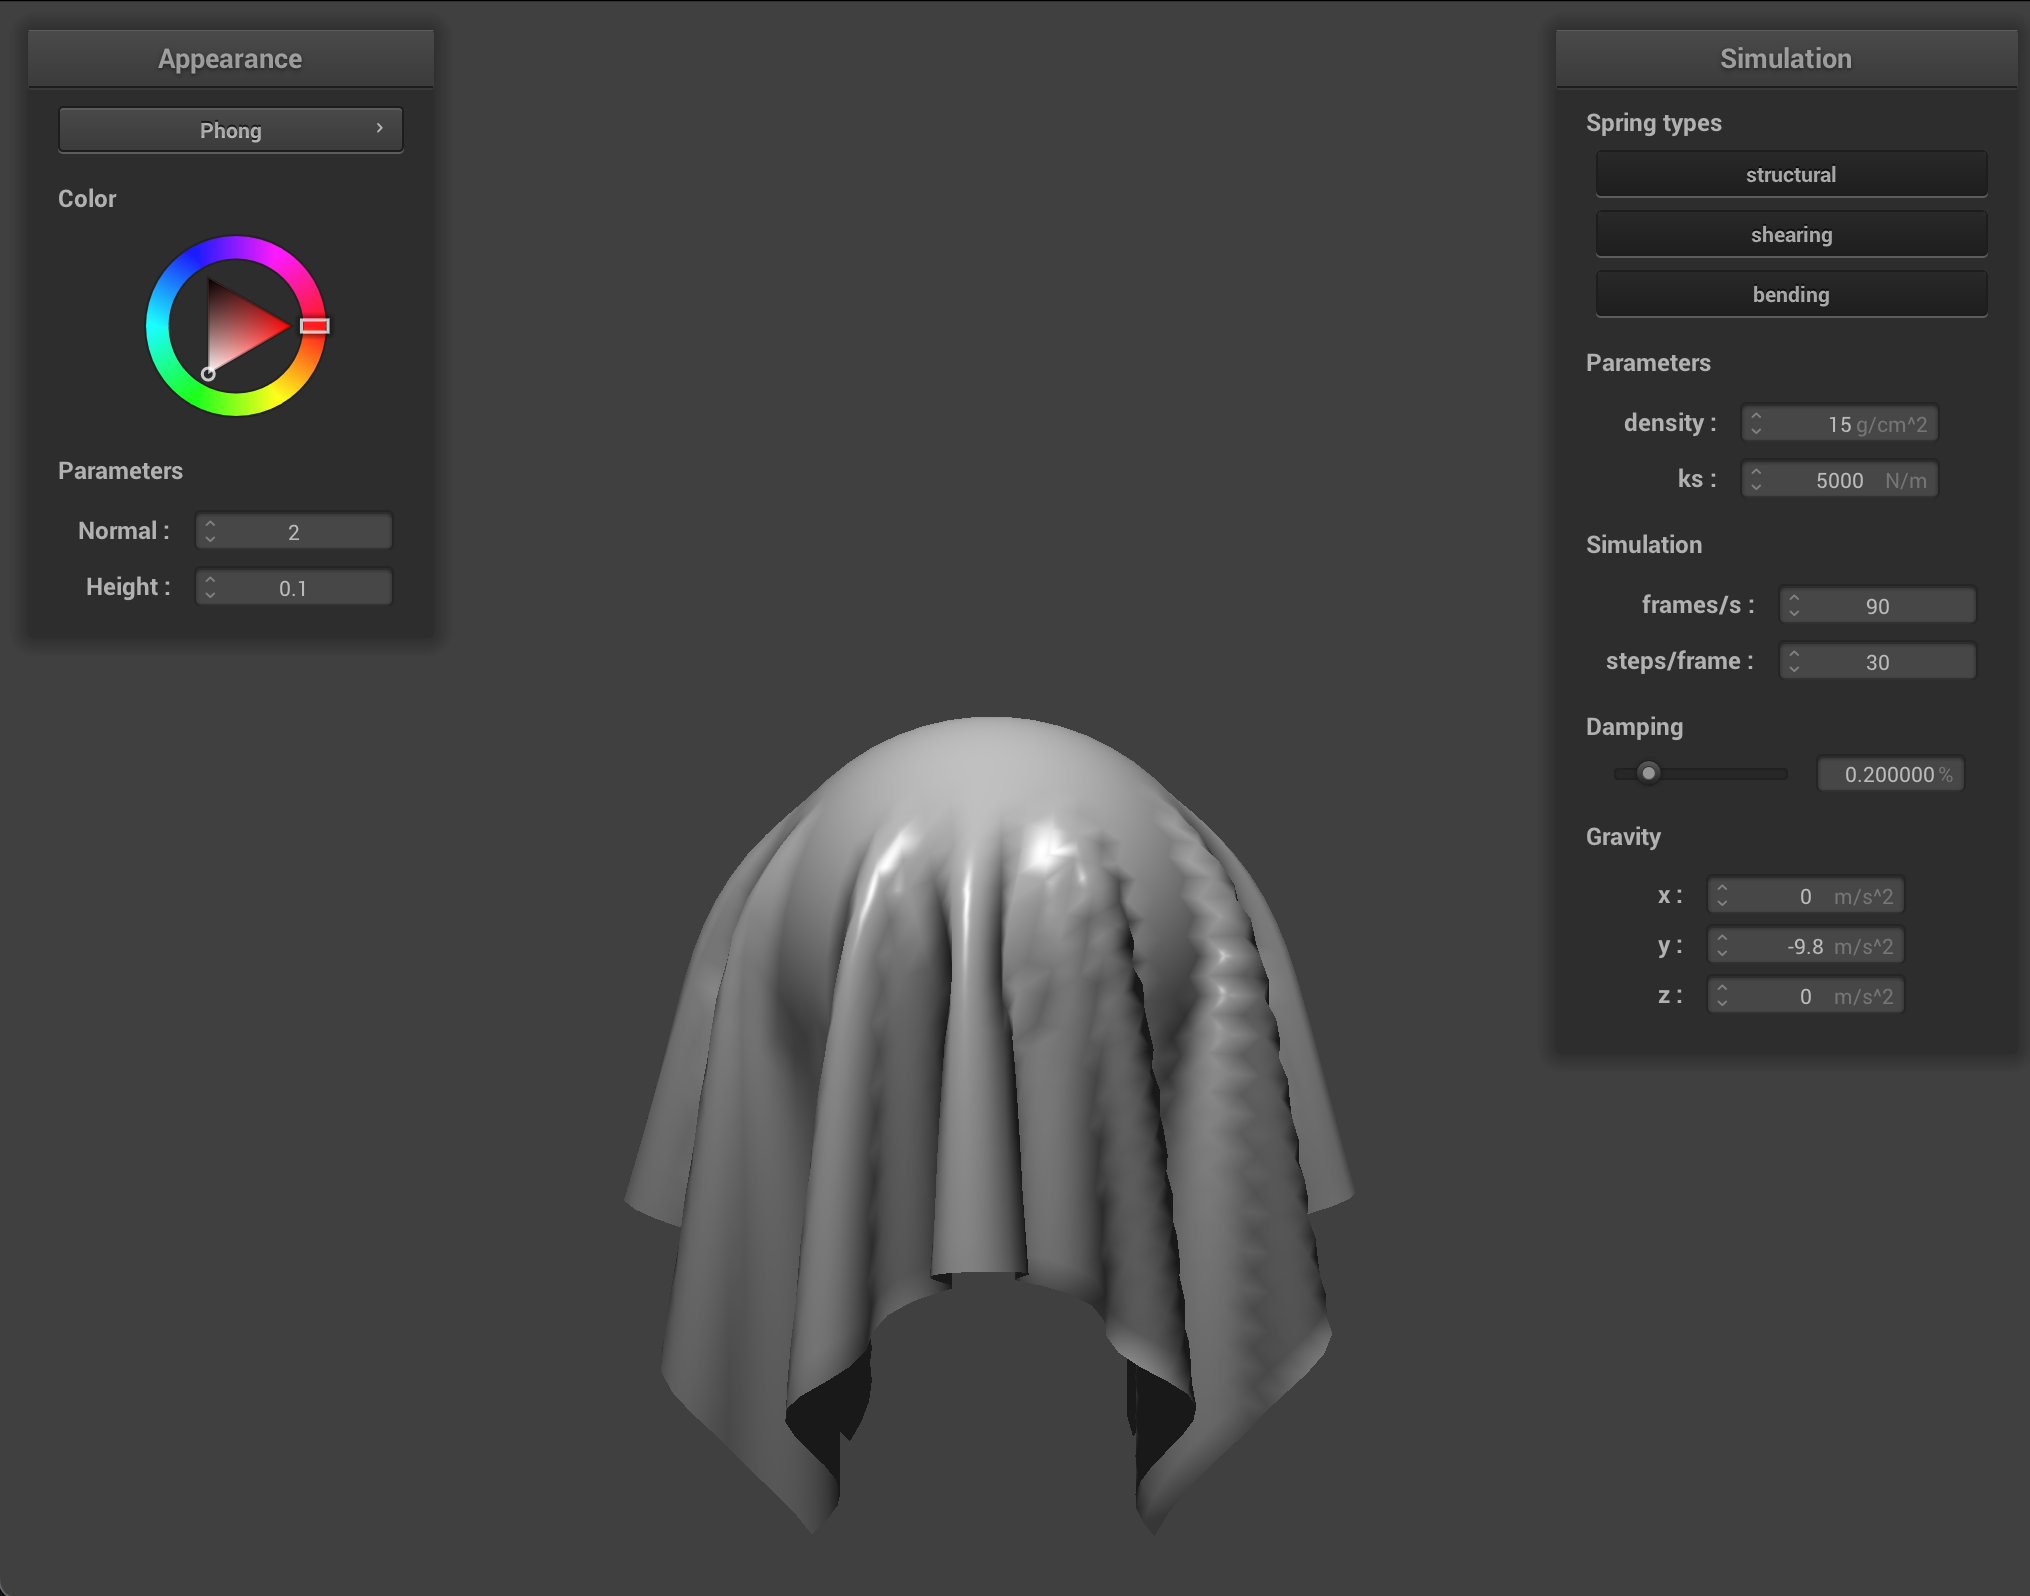 Appearance
Phong
Color
Parameters
Normal : 2
Height : 0.1
Simulation
Spring types
structural
shearing
bending
Parameters
density : 15 g/cm^2
ks : 5000 N/m
Simulation
frames/s : 90
steps/frame : 30
Damping
0.200000 %
Gravity
x : 0 m/s^2
y : -9.8 m/s^2
z : 0 m/s^2